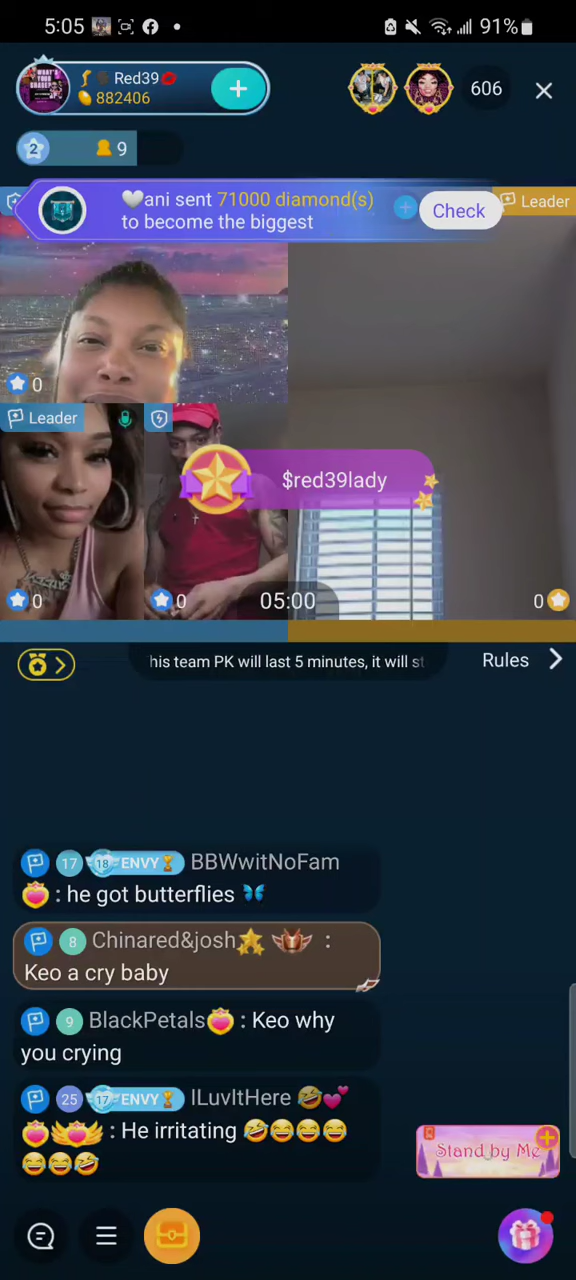 5:05
91%
Red39
882406
606
2
9
🤍ani sent 71000 diamond(s)
to become the biggest
Check
Leader
0
Leader
$red39lady
0
0
05:00
0
his team PK will last 5 minutes, it will st
Rules
17 18 ENVY BBWwitNoFam
: he got butterflies 🦋
8 Chinared&josh :
Keo a cry baby
9 BlackPetals : Keo why
you crying
25 17 ENVY ILuvItHere 🤣💕
: He irritating 🤣😂😂😂
😂😂🤣
Stand by Me